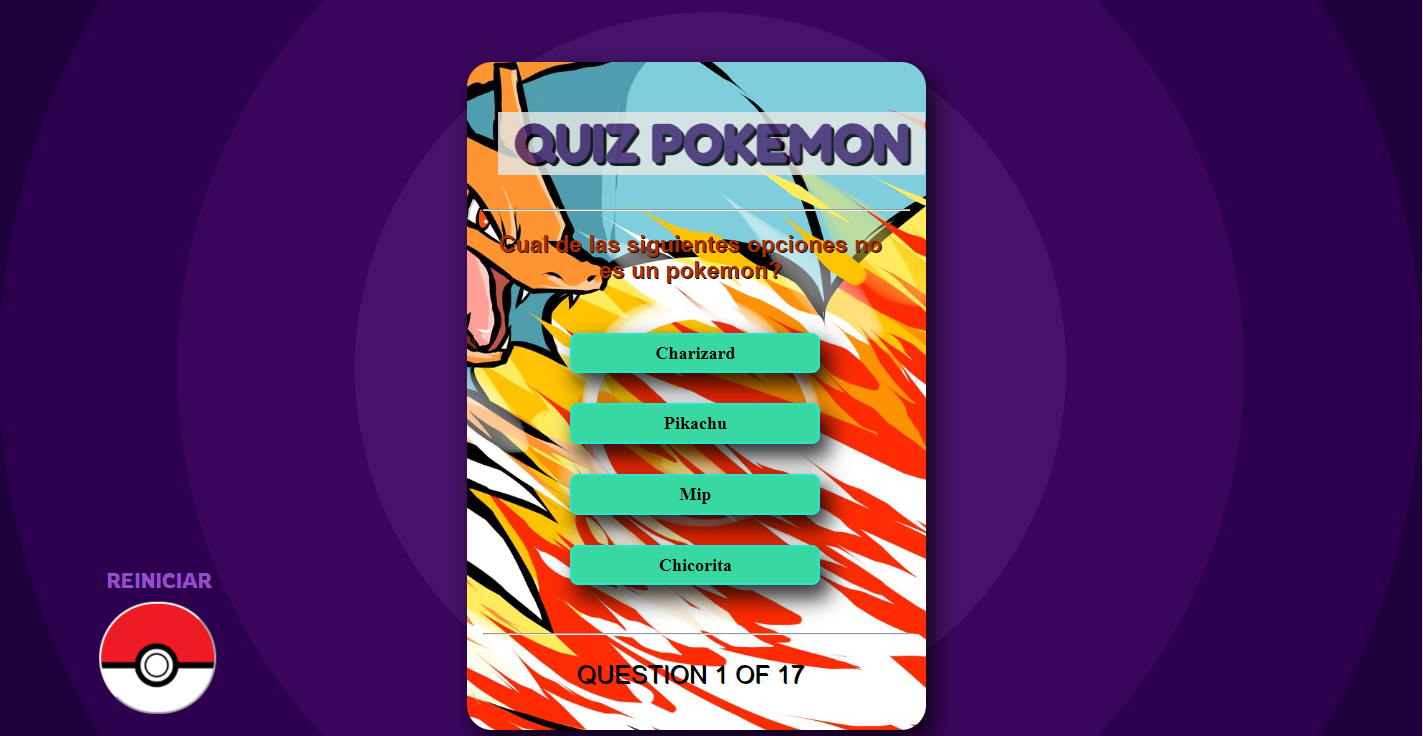 QUIZ POKEMON
Cual de las siguientes opciones no
es un pokemon?
Charizard
Pikachu
Mip
Chicorita
REINICIAR
QUESTION 1 OF 17